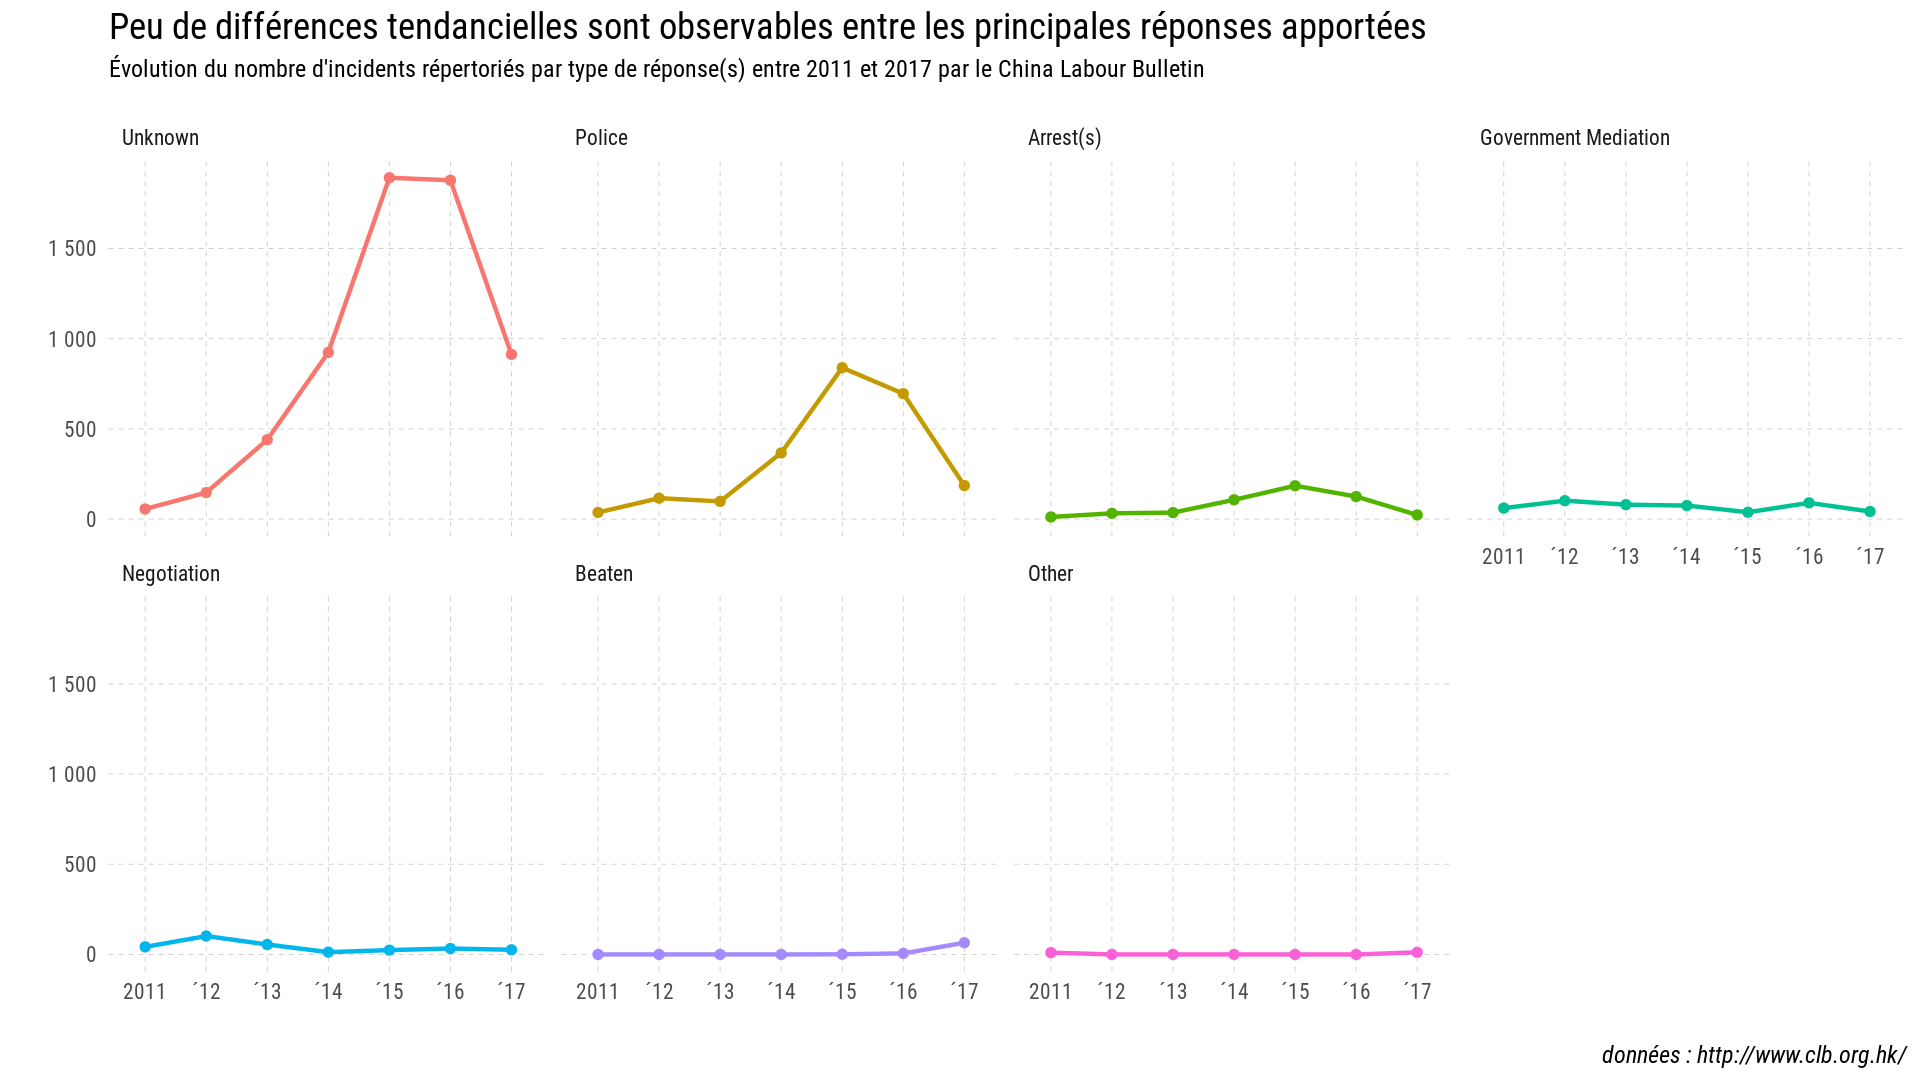 Peu de différences tendancielles sont observables entre les principales réponses apportées
Évolution du nombre d'incidents répertoriés par type de réponse(s) entre 2011 et 2017 par le China Labour Bulletin
Unknown
Police
Arrest(s)
Government Mediation
1 500
1 000
500
0
2011 ´12 ´13 ´14 ´15 ´16 ´17
Negotiation
Beaten
Other
1 500
1 000
500
0
2011 ´12 ´13 ´14 ´15 ´16 ´17
2011 ´12 ´13 ´14 ´15 ´16 ´17
2011 ´12 ´13 ´14 ´15 ´16 ´17
données : http://www.clb.org.hk/